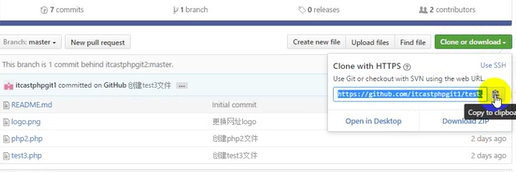 7 commits
1 branch
0 releases
2 contributors
Branch: master
New pull request
Create new file
Upload files
Find file
Clone or download
This branch is 1 commit behind itcastphpgit2:master.
Clone with HTTPS
Use SSH
Use Git or checkout with SVN using the web URL.
itcastphpgit1 committed on GitHub 创建test3文件
https://github.com/itcastphpgit1/test
Copy to clipboa
README.md
Initial commit
Open in Desktop
Download ZIP
logo.png
更换网址logo
php2.php
创建php2文件
2 days ago
test3.php
创建test3文件
2 days ago